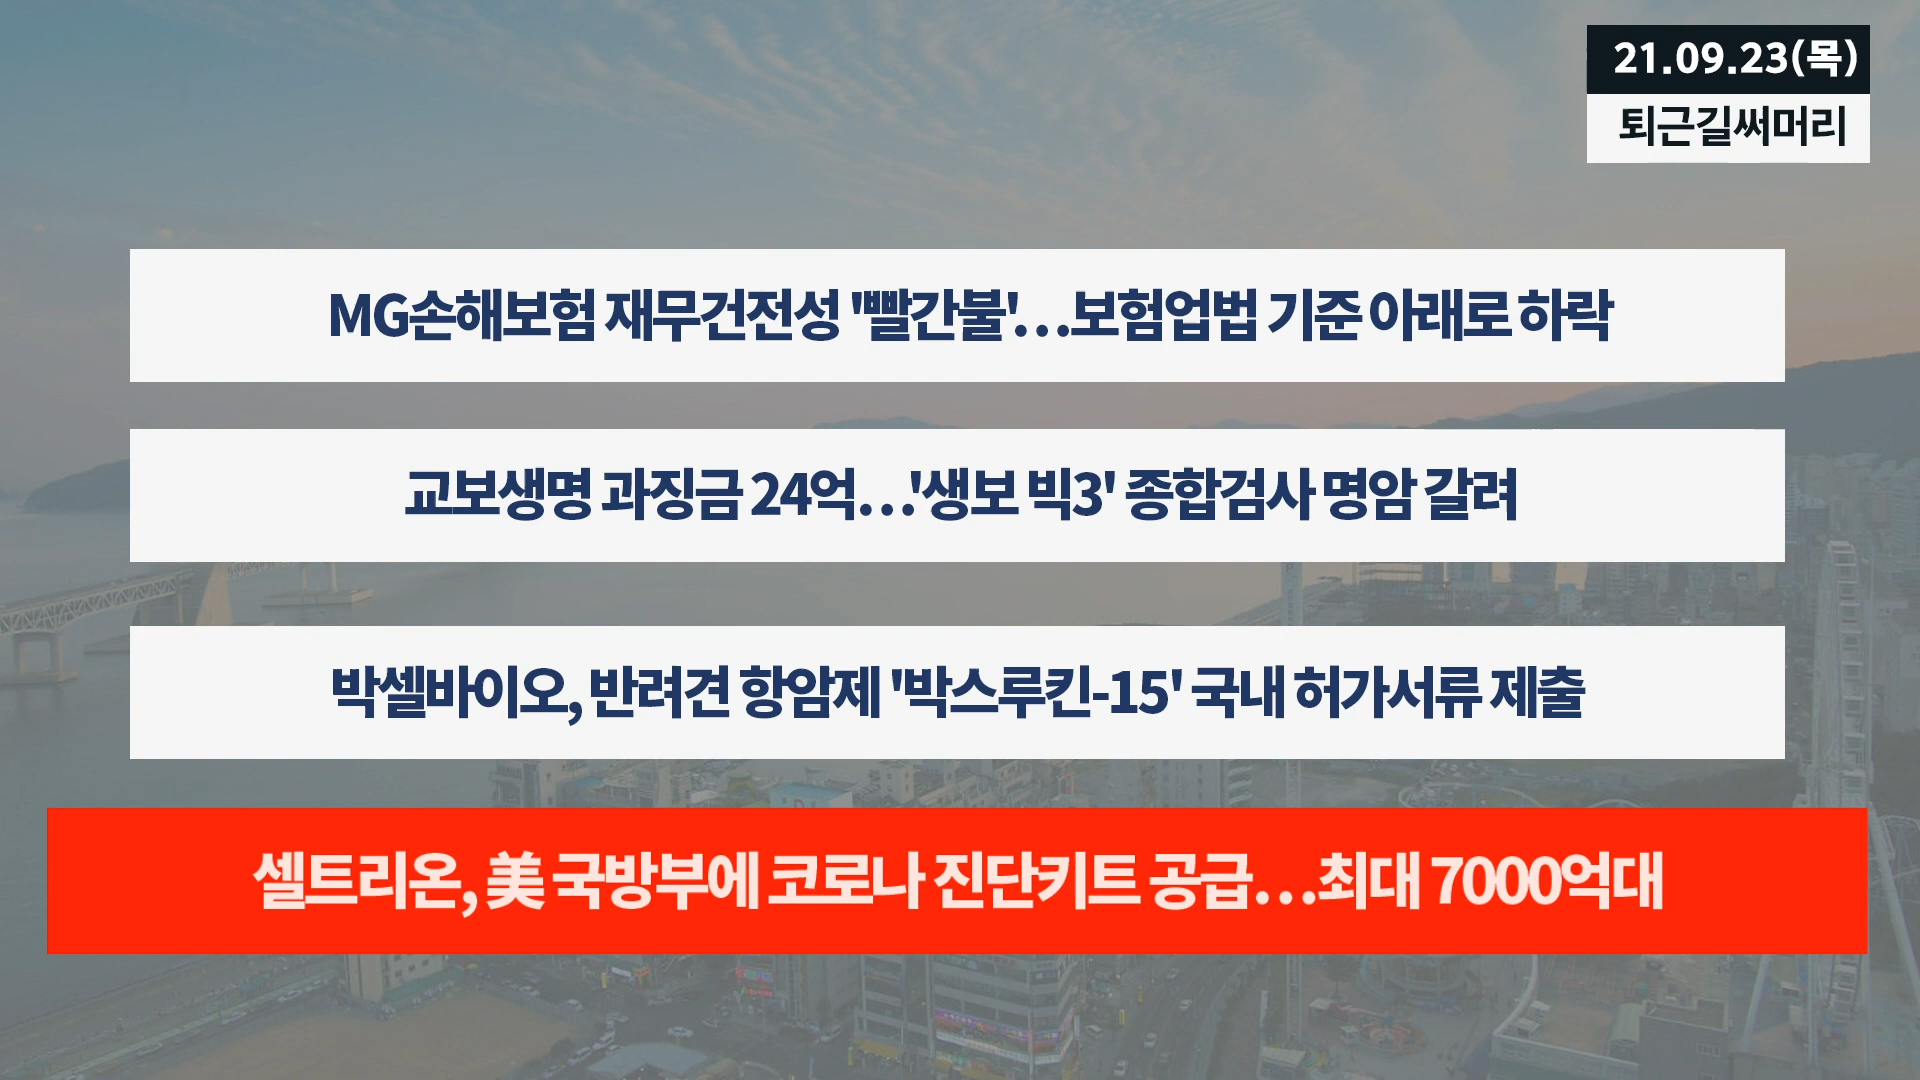 21.09.23(목)
퇴근길써머리
MG손해보험 재무건전성 '빨간불'…보험업법 기준 아래로 하락
교보생명 과징금 24억…'생보 빅3' 종합검사 명암 갈려
박셀바이오, 반려견 항암제 '박스루킨-15' 국내 허가서류 제출
셀트리온, 美 국방부에 코로나 진단키트 공급…최대 7000억대